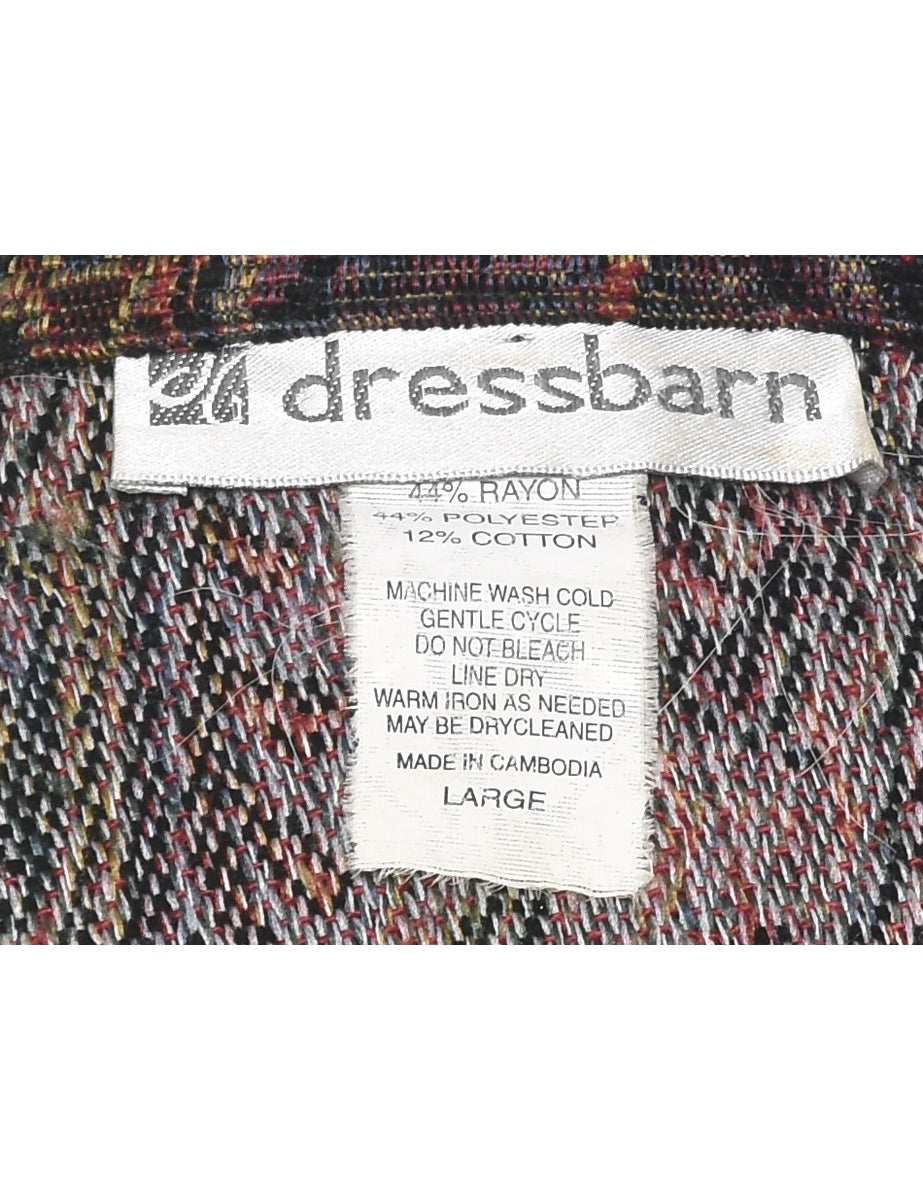 dressbarn
44% RAYON
44% POLYESTER
12% COTTON
MACHINE WASH COLD
GENTLE CYCLE
DO NOT BLEACH
LINE DRY
WARM IRON AS NEEDED
MAY BE DRYCLEANED
MADE IN CAMBODIA
LARGE